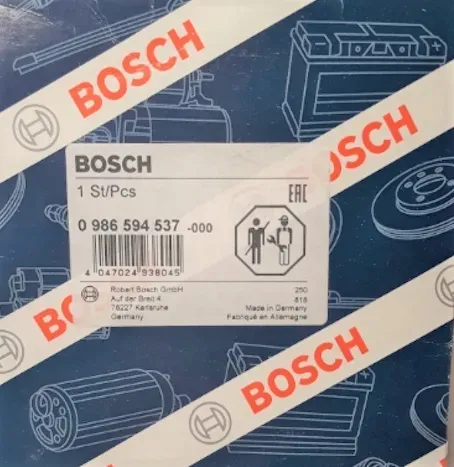 BOSCH
BOSCH
BOSCH
1 St/Pcs
EAC
0 986 594 537 -000
4 047024 938045
Robert Bosch GmbH
Auf der Breit 4
76227 Karlsruhe
Germany
250
818
Made in Germany
Fabriqué en Allemagne
BOSCH
BOSCH